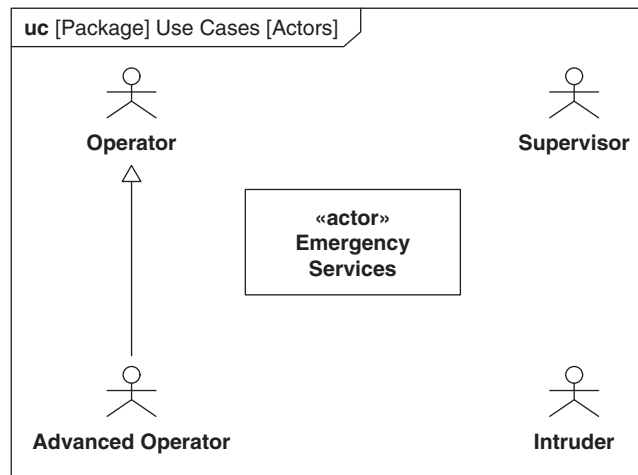 uc [Package] Use Cases [Actors]
Operator
Supervisor
«actor»
Emergency
Services
Advanced Operator
Intruder